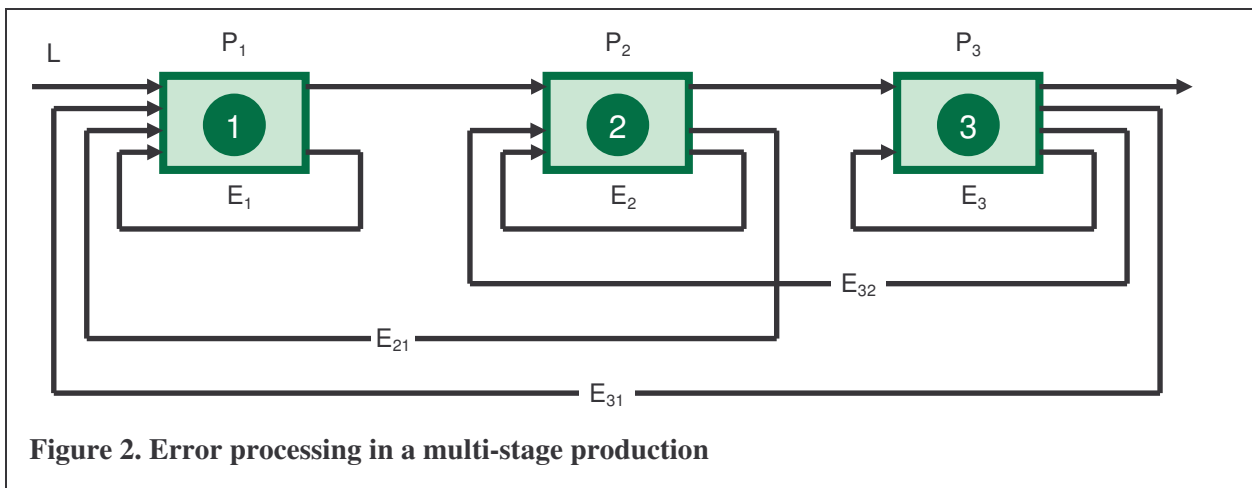 L
P₁
P₂
P₃
1
2
3
E₁
E₂
E₃
E₃₂
E₂₁
E₃₁
Figure 2. Error processing in a multi-stage production